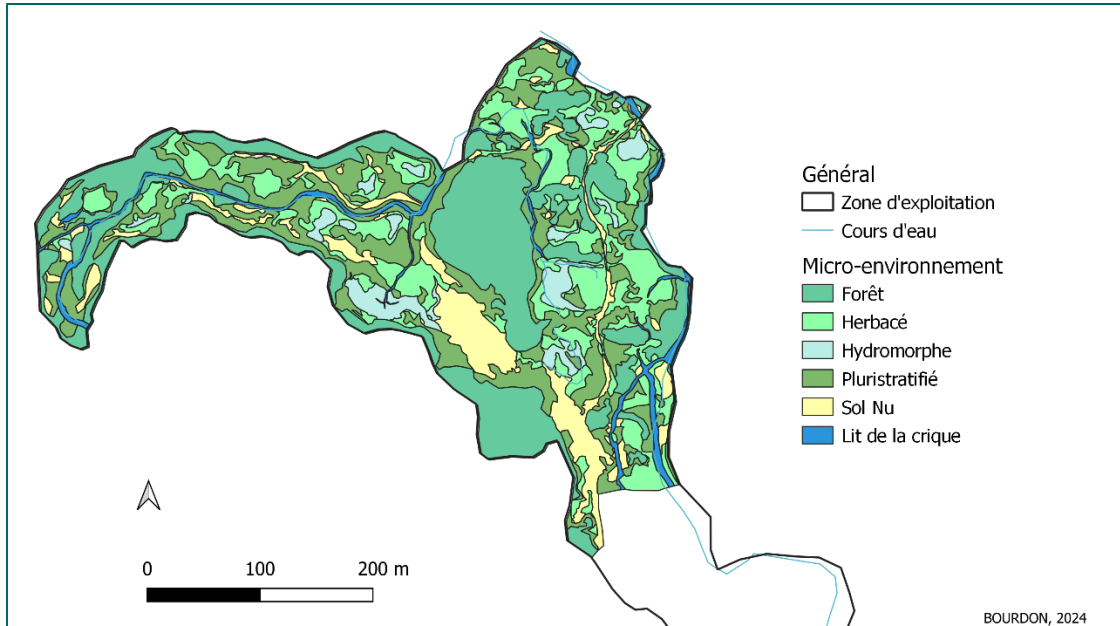 Général
Zone d'exploitation
Cours d'eau
Micro-environnement
Forêt
Herbacé
Hydromorphe
Pluristratifié
Sol Nu
Lit de la crique
0 100 200 m
BOURDON, 2024